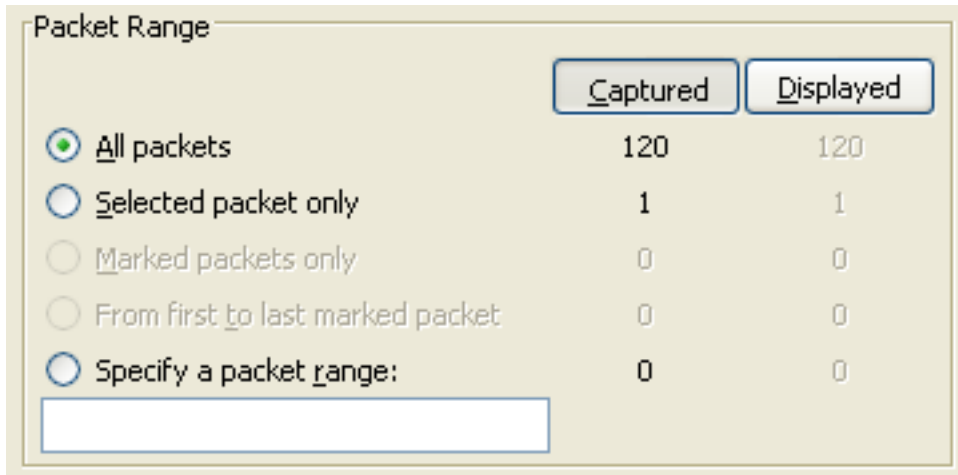 Packet Range
Captured Displayed
All packets 120 120
Selected packet only 1 1
Marked packets only 0 0
From first to last marked packet 0 0
Specify a packet range: 0 0